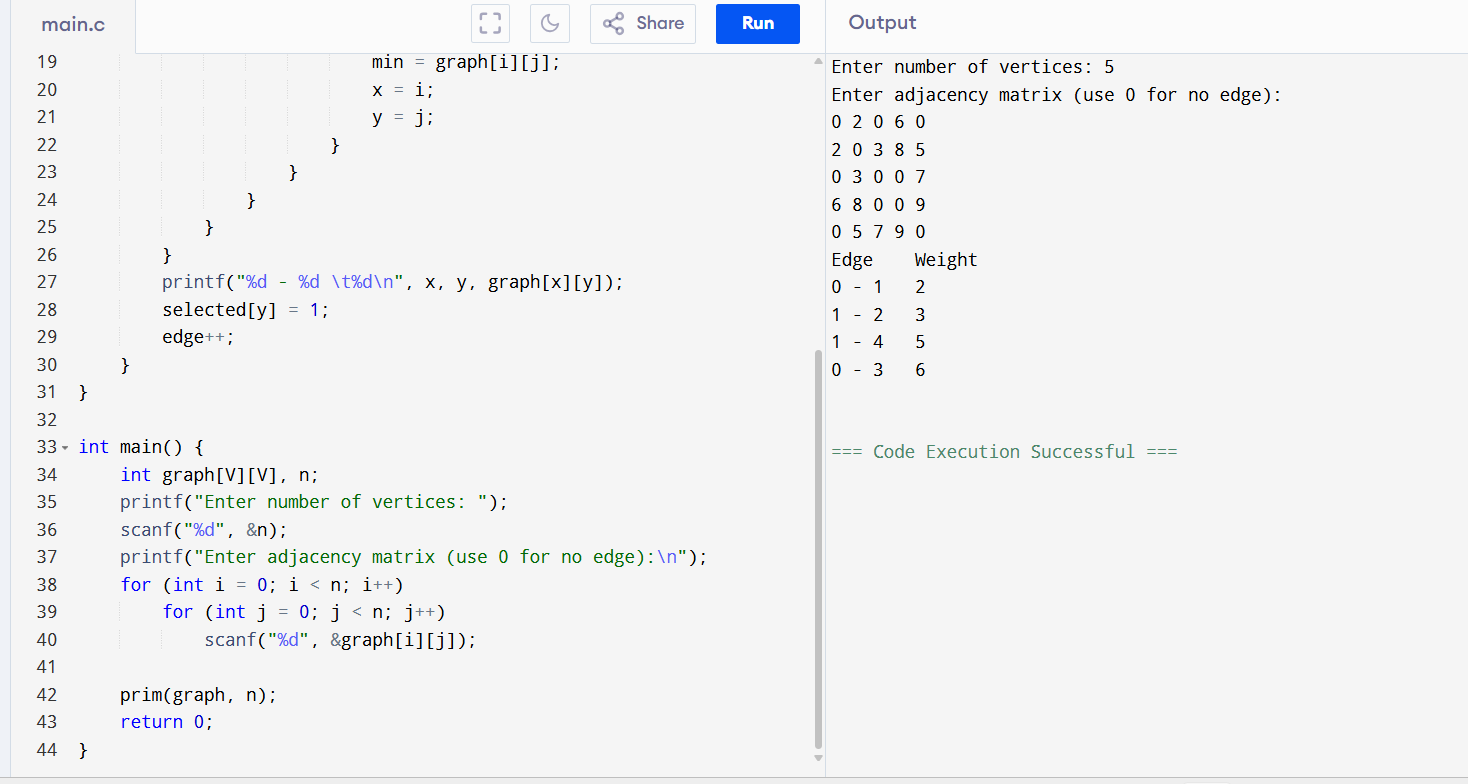 main.c
Share
Run
Output
19 min = graph[i][j];
20 x = i;
21 y = j;
22 }
23 }
24 }
25 }
26 }
27 printf("%d - %d \t%d\n", x, y, graph[x][y]);
28 selected[y] = 1;
29 edge++;
30 }
31 }
32
33 int main() {
34 int graph[V][V], n;
35 printf("Enter number of vertices: ");
36 scanf("%d", &n);
37 printf("Enter adjacency matrix (use 0 for no edge):\n");
38 for (int i = 0; i < n; i++)
39 for (int j = 0; j < n; j++)
40 scanf("%d", &graph[i][j]);
41
42 prim(graph, n);
43 return 0;
44 }
Enter number of vertices: 5
Enter adjacency matrix (use 0 for no edge):
0 2 0 6 0
2 0 3 8 5
0 3 0 0 7
6 8 0 0 9
0 5 7 9 0
Edge Weight
0 - 1 2
1 - 2 3
1 - 4 5
0 - 3 6
=== Code Execution Successful ===